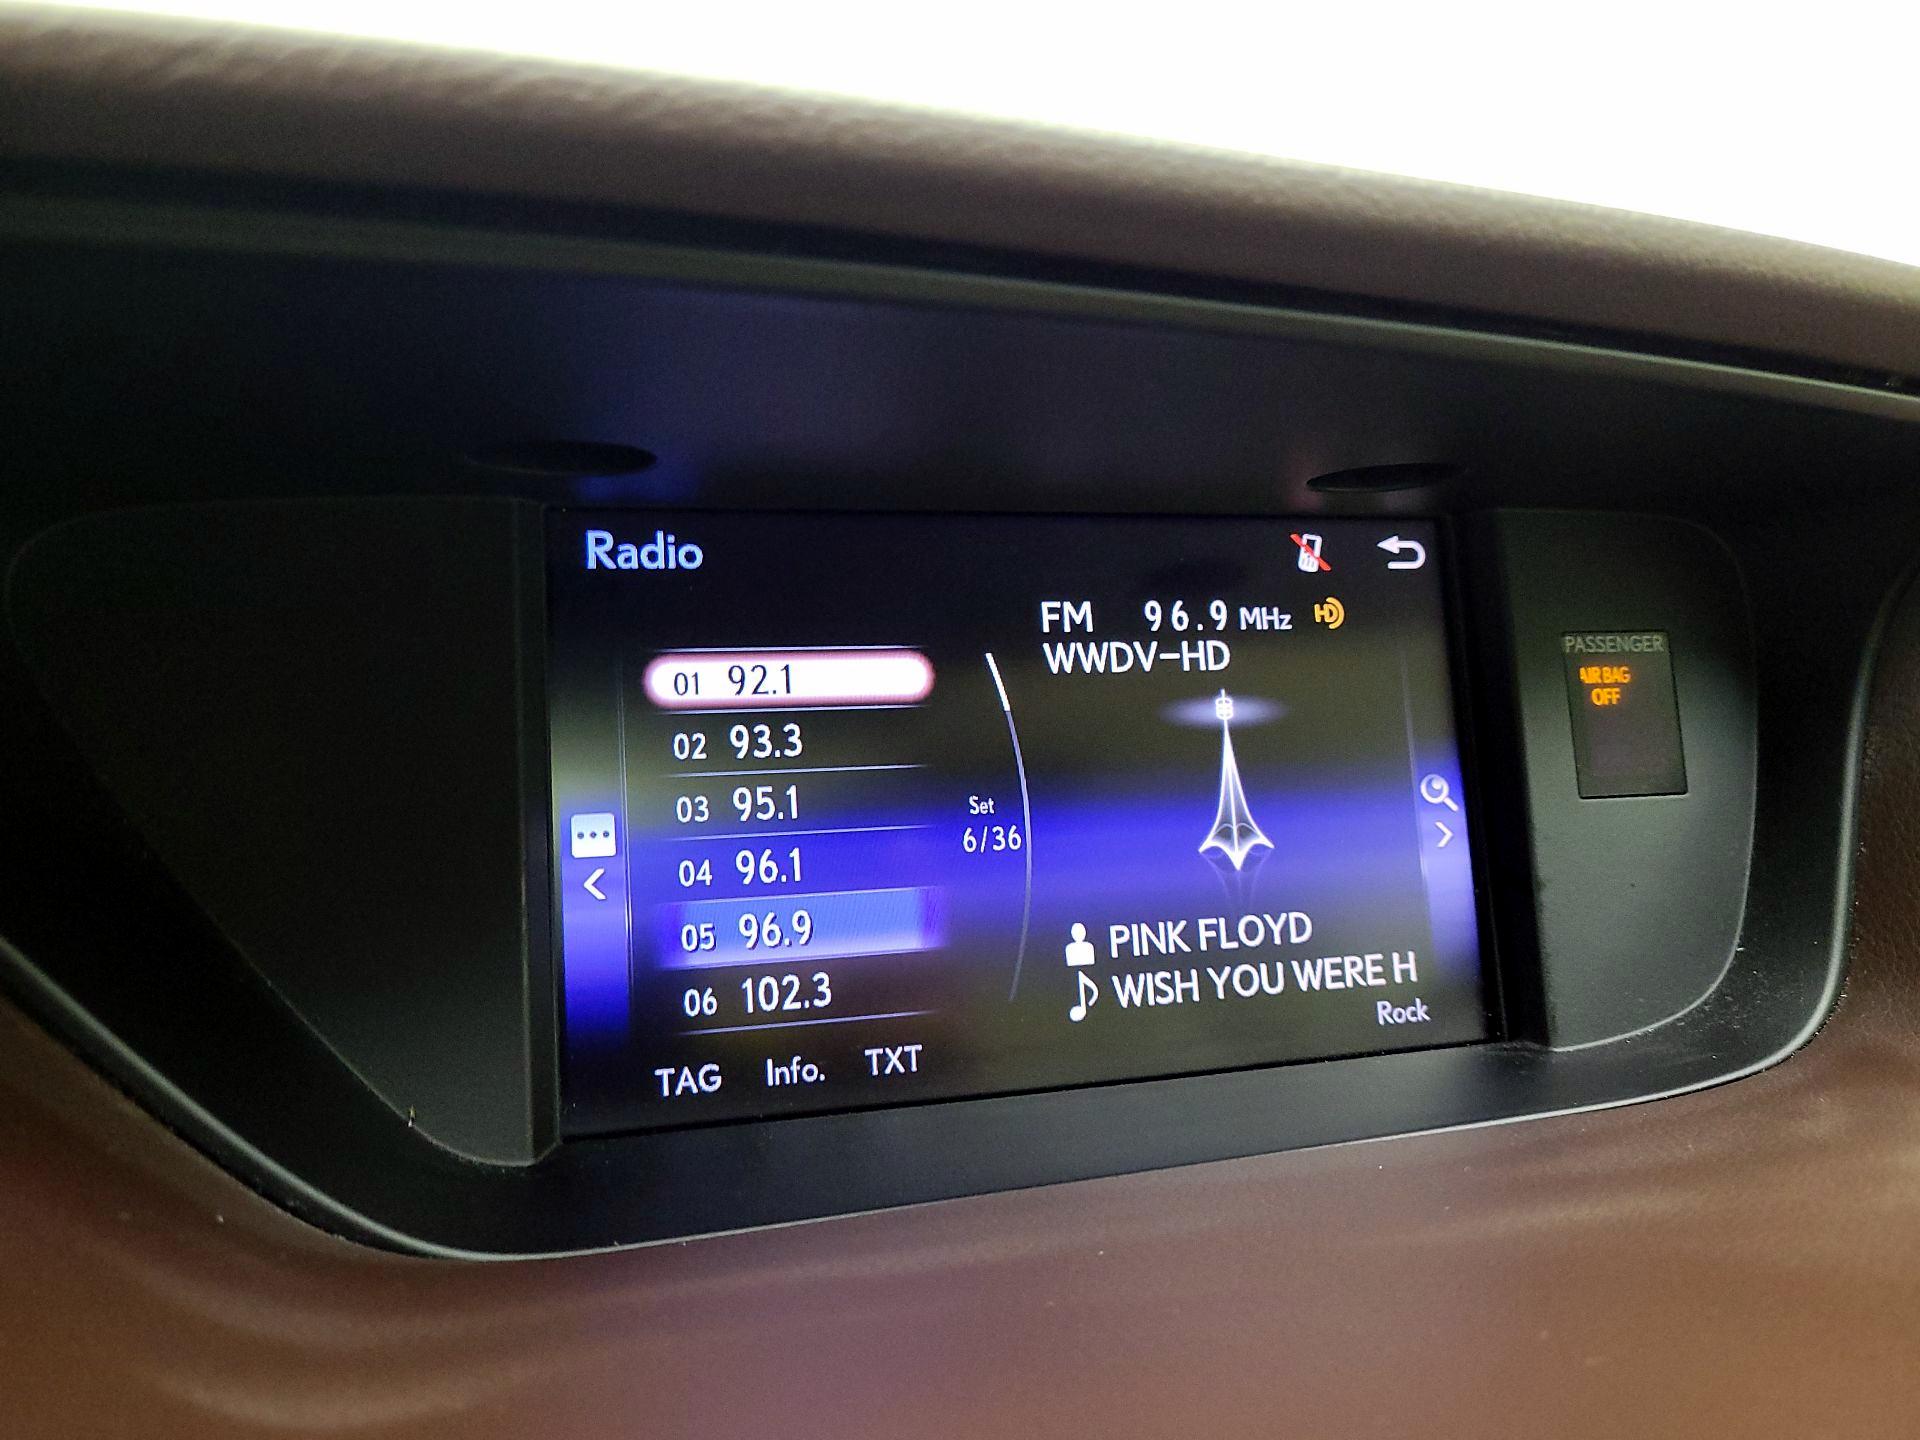 Radio
FM 96.9 MHz HD
WWDV-HD
01 92.1
02 93.3
03 95.1
04 96.1
05 96.9
06 102.3
Set
6/36
PINK FLOYD
WISH YOU WERE H
Rock
TAG Info. TXT
PASSENGER
AIR BAG
OFF